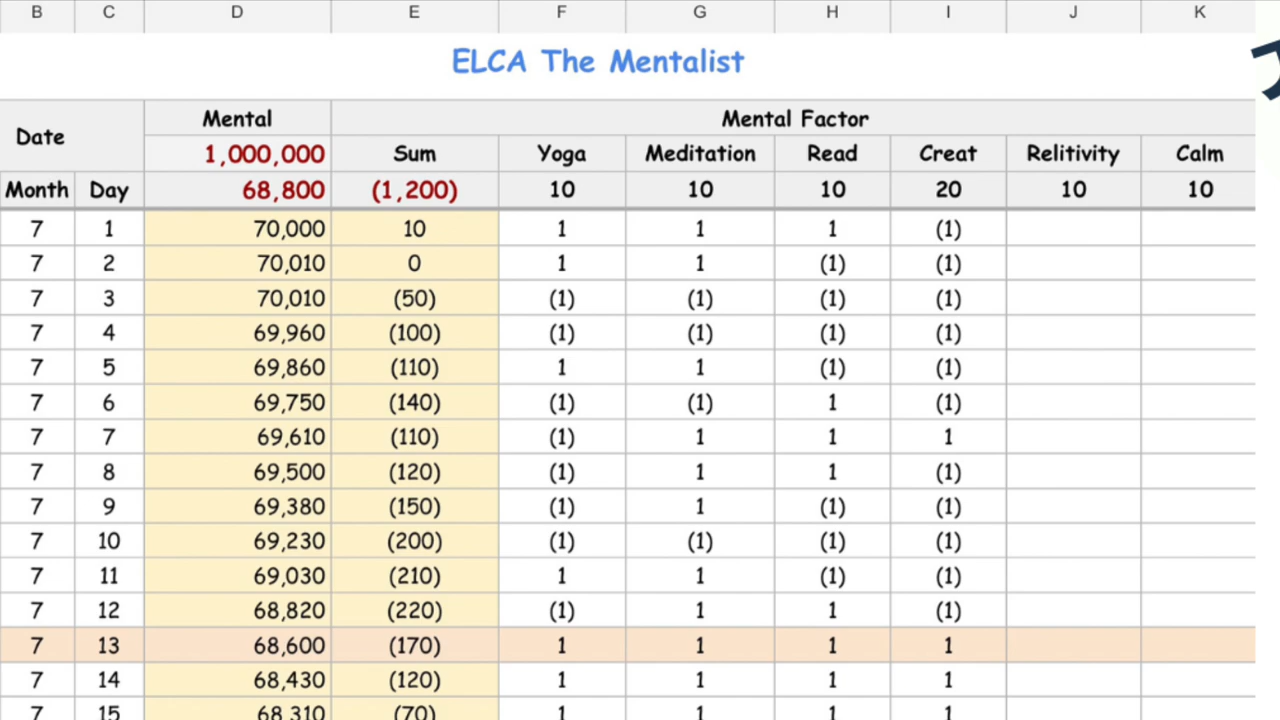 B C D E F G H I J K
ELCA The Mentalist
Date Mental Mental Factor
1,000,000 Sum Yoga Meditation Read Creat Relitivity Calm
Month Day 68,800 (1,200) 10 10 10 20 10 10
7 1 70,000 10 1 1 1 (1)
7 2 70,010 0 1 1 (1) (1)
7 3 70,010 (50) (1) (1) (1) (1)
7 4 69,960 (100) (1) (1) (1) (1)
7 5 69,860 (110) 1 1 (1) (1)
7 6 69,750 (140) (1) (1) 1 (1)
7 7 69,610 (110) (1) 1 1 1
7 8 69,500 (120) (1) 1 1 (1)
7 9 69,380 (150) (1) 1 (1) (1)
7 10 69,230 (200) (1) (1) (1) (1)
7 11 69,030 (210) 1 1 (1) (1)
7 12 68,820 (220) (1) 1 1 (1)
7 13 68,600 (170) 1 1 1 1
7 14 68,430 (120) 1 1 1 1
7 15 68,310 (70) 1 1 1 1